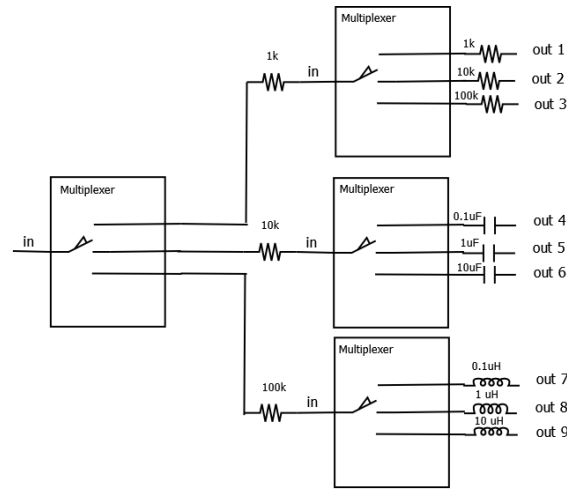 Multiplexer
1k
in
1k
out 1
10k
out 2
100k
out 3
Multiplexer
in
10k
Multiplexer
in
0.1uF
out 4
1uF
out 5
10uF
out 6
Multiplexer
100k
in
0.1uH
out 7
1 uH
out 8
10 uH
out 9